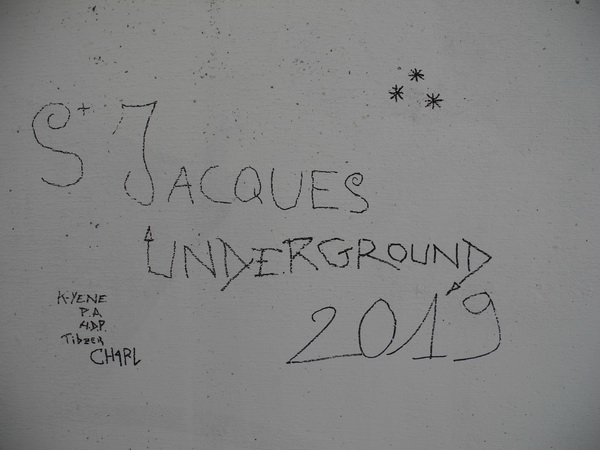 ***
St JACQUES
UNDERGROUND
2019
K-YENE
P.A
A.D.P.
Tibzer
CH4RL